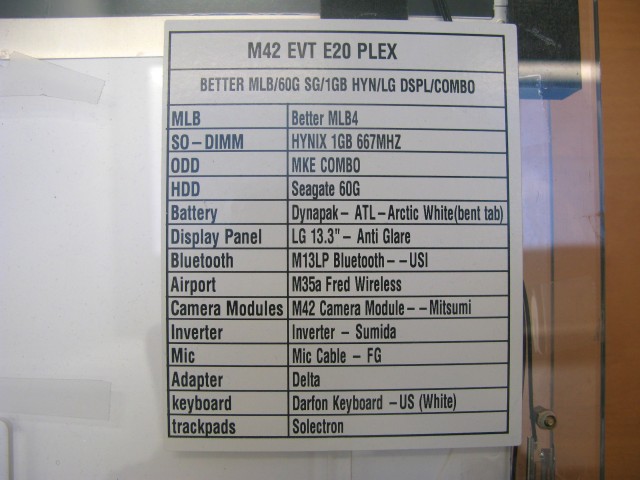 M42 EVT E20 PLEX
BETTER MLB/60G SG/1GB HYN/LG DSPL/COMBO
MLB Better MLB4
SO-DIMM HYNIX 1GB 667MHZ
ODD MKE COMBO
HDD Seagate 60G
Battery Dynapak - ATL-Arctic White(bent tab)
Display Panel LG 13.3" - Anti Glare
Bluetooth M13LP Bluetooth--USI
Airport M35a Fred Wireless
Camera Modules M42 Camera Module--Mitsumi
Inverter Inverter - Sumida
Mic Mic Cable - FG
Adapter Delta
keyboard Darfon Keyboard -US (White)
trackpads Solectron